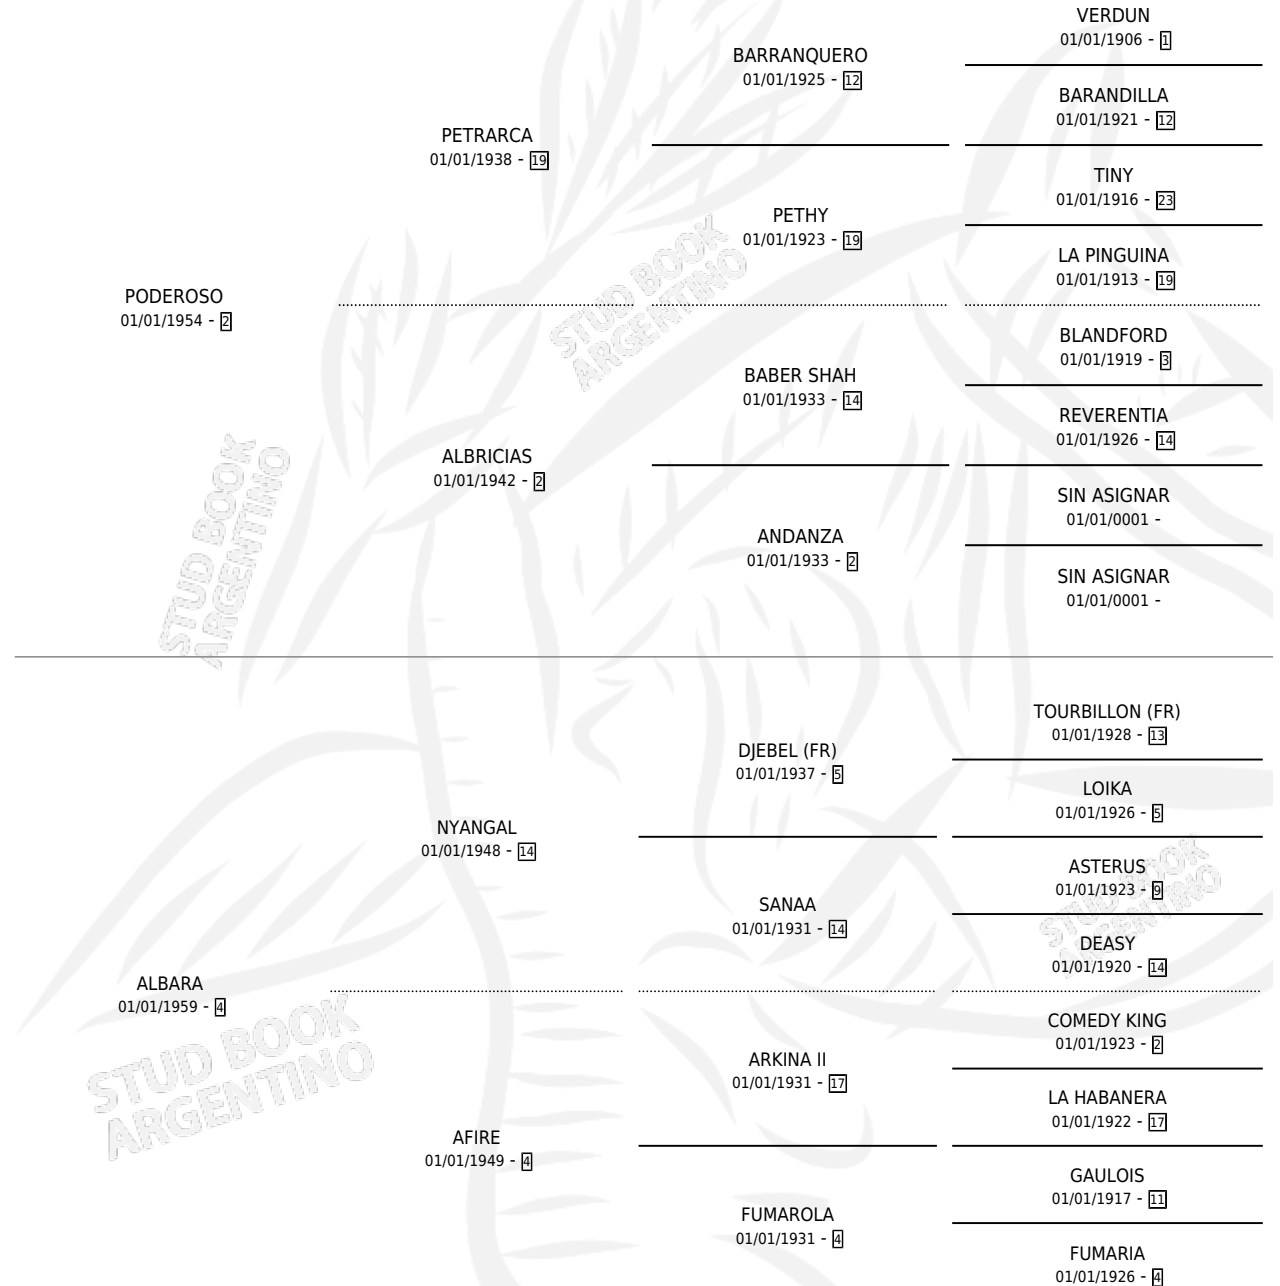 VERDUN
01/01/1906 - 1
BARRANQUERO
01/01/1925 - 12
BARANDILLA
01/01/1921 - 12
PETRARCA
01/01/1938 - 19
TINY
01/01/1916 - 23
PETHY
01/01/1923 - 19
LA PINGUINA
01/01/1913 - 19
PODEROSO
01/01/1954 - 2
BLANDFORD
01/01/1919 - 3
BABER SHAH
01/01/1933 - 14
REVERENTIA
01/01/1926 - 14
ALBRICIAS
01/01/1942 - 2
SIN ASIGNAR
01/01/0001 -
ANDANZA
01/01/1933 - 2
SIN ASIGNAR
01/01/0001 -
STUD BOOK
ARGENTINO
STUD BOOK
ARGENTINO
TOURBILLON (FR)
01/01/1928 - 13
DJEBEL (FR)
01/01/1937 - 5
LOIKA
01/01/1926 - 5
NYANGAL
01/01/1948 - 14
ASTERUS
01/01/1923 - 9
SANAA
01/01/1931 - 14
DEASY
01/01/1920 - 14
ALBARA
01/01/1959 - 4
COMEDY KING
01/01/1923 - 2
ARKINA II
01/01/1931 - 17
LA HABANERA
01/01/1922 - 17
AFIRE
01/01/1949 - 4
GAULOIS
01/01/1917 - 11
FUMAROLA
01/01/1931 - 4
FUMARIA
01/01/1926 - 4
STUD BOOK
ARGENTINO
STUD BOOK
ARGENTINO